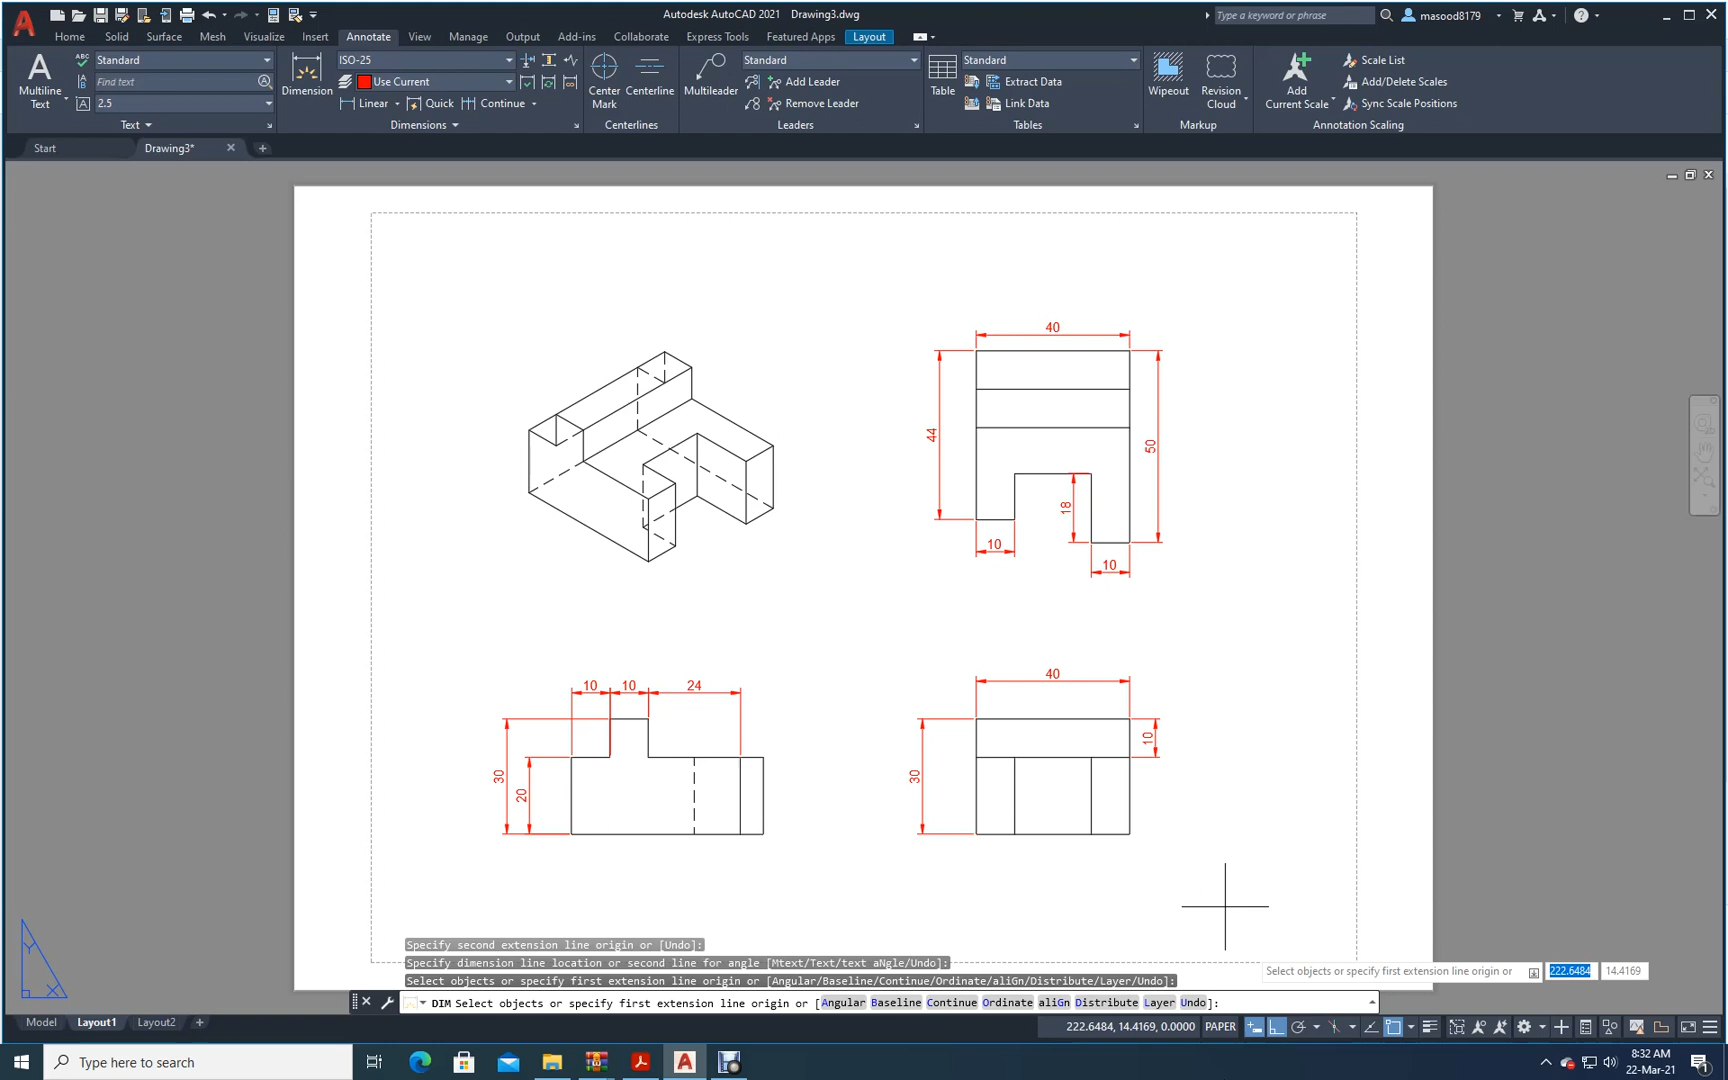 Autodesk AutoCAD 2021 Drawing3.dwg
Type a keyword or phrase
masood8179
Home Solid Surface Mesh Visualize Insert Annotate View Manage Output Add-ins Collaborate Express Tools Featured Apps Layout
Multiline Text
Standard
Find text
2.5
Text
Dimension
ISO-25
Use Current
Linear Quick Continue
Dimensions
Center Mark
Centerline
Centerlines
Multileader
Standard
Add Leader
Remove Leader
Leaders
Table
Standard
Extract Data
Link Data
Tables
Wipeout
Revision Cloud
Markup
Add Current Scale
Scale List
Add/Delete Scales
Sync Scale Positions
Annotation Scaling
Start Drawing3*
40
44
50
18
10
10
10 10 24
30
20
40
30
10
Y
X
Specify second extension line origin or [Undo]:
Specify dimension line location or second line for angle [Mtext/Text/text aNgle/Undo]:
Select objects or specify first extension line origin or [Angular/Baseline/Continue/Ordinate/aliGn/Distribute/Layer/Undo]:
DIM Select objects or specify first extension line origin or [Angular Baseline Continue Ordinate aliGn Distribute Layer Undo]:
Select objects or specify first extension line origin or 222.6484 14.4169
Model Layout1 Layout2
222.6484, 14.4169, 0.0000 PAPER
Type here to search
8:32 AM
22-Mar-21
1